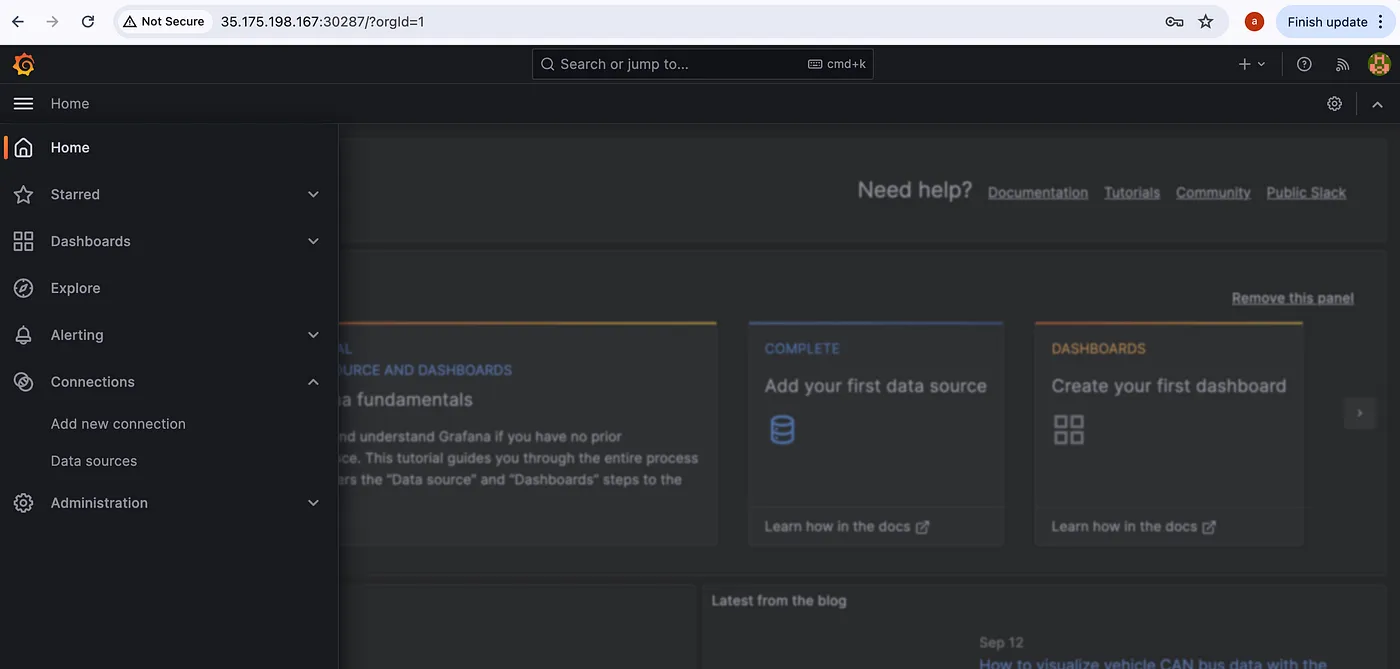 Not Secure
35.175.198.167:30287/?orgId=1
a
Finish update
Search or jump to...
cmd+k
Home
Home
Starred
Dashboards
Explore
Alerting
Connections
Add new connection
Data sources
Administration
Need help?
Documentation
Tutorials
Community
Public Slack
Remove this panel
AL
OURCE AND DASHBOARDS
a fundamentals
nd understand Grafana if you have no prior
ce. This tutorial guides you through the entire process
ers the "Data source" and "Dashboards" steps to the
COMPLETE
Add your first data source
Learn how in the docs
DASHBOARDS
Create your first dashboard
Learn how in the docs
Latest from the blog
Sep 12
How to visualize vehicle CAN bus data with the